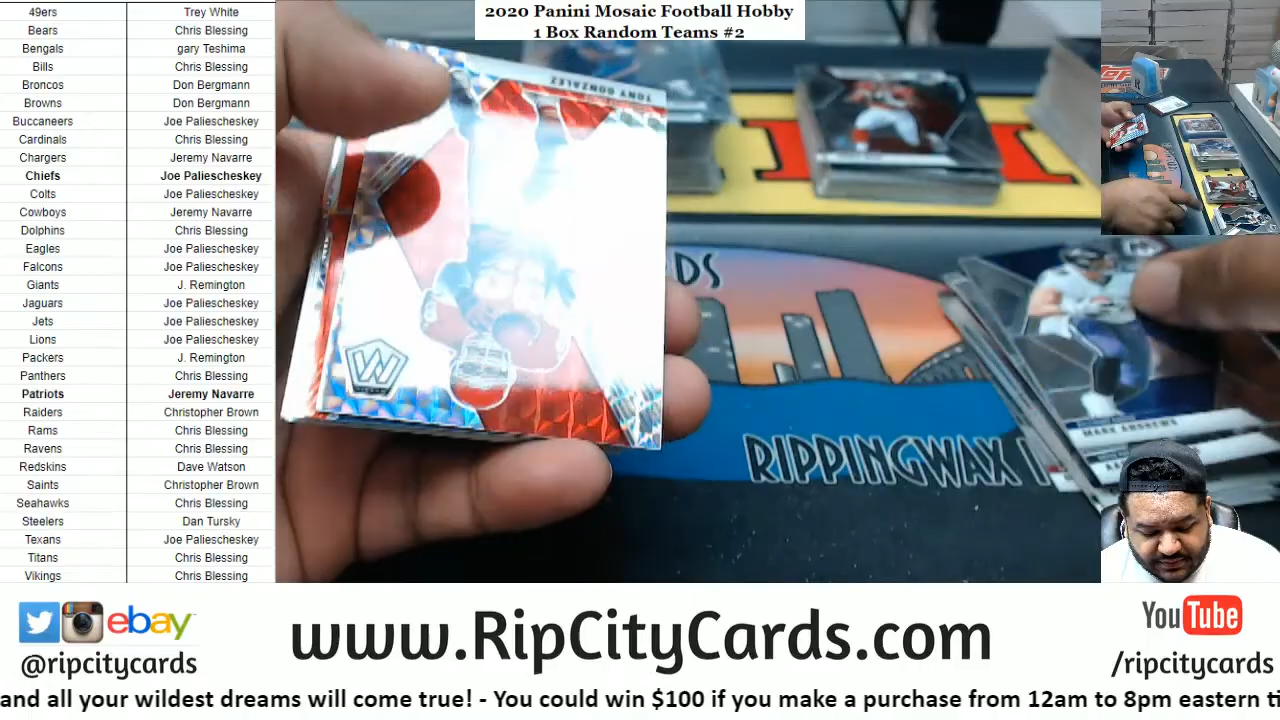 2020 Panini Mosaic Football Hobby
1 Box Random Teams #2
49ers Trey White
Bears Chris Blessing
Bengals gary Teshima
Bills Chris Blessing
Broncos Don Bergmann
Browns Don Bergmann
Buccaneers Joe Paliescheskey
Cardinals Chris Blessing
Chargers Jeremy Navarre
Chiefs Joe Paliescheskey
Colts Joe Paliescheskey
Cowboys Jeremy Navarre
Dolphins Chris Blessing
Eagles Joe Paliescheskey
Falcons Joe Paliescheskey
Giants J. Remington
Jaguars Joe Paliescheskey
Jets Joe Paliescheskey
Lions Joe Paliescheskey
Packers J. Remington
Panthers Chris Blessing
Patriots Jeremy Navarre
Raiders Christopher Brown
Rams Chris Blessing
Ravens Chris Blessing
Redskins Dave Watson
Saints Christopher Brown
Seahawks Chris Blessing
Steelers Dan Tursky
Texans Joe Paliescheskey
Titans Chris Blessing
Vikings Chris Blessing
TONY GONZALEZ
MARK ANDREWS
RIPPINGWAX
ebay
@ripcitycards
www.RipCityCards.com
YouTube
/ripcitycards
and all your wildest dreams will come true! - You could win $100 if you make a purchase from 12am to 8pm eastern ti